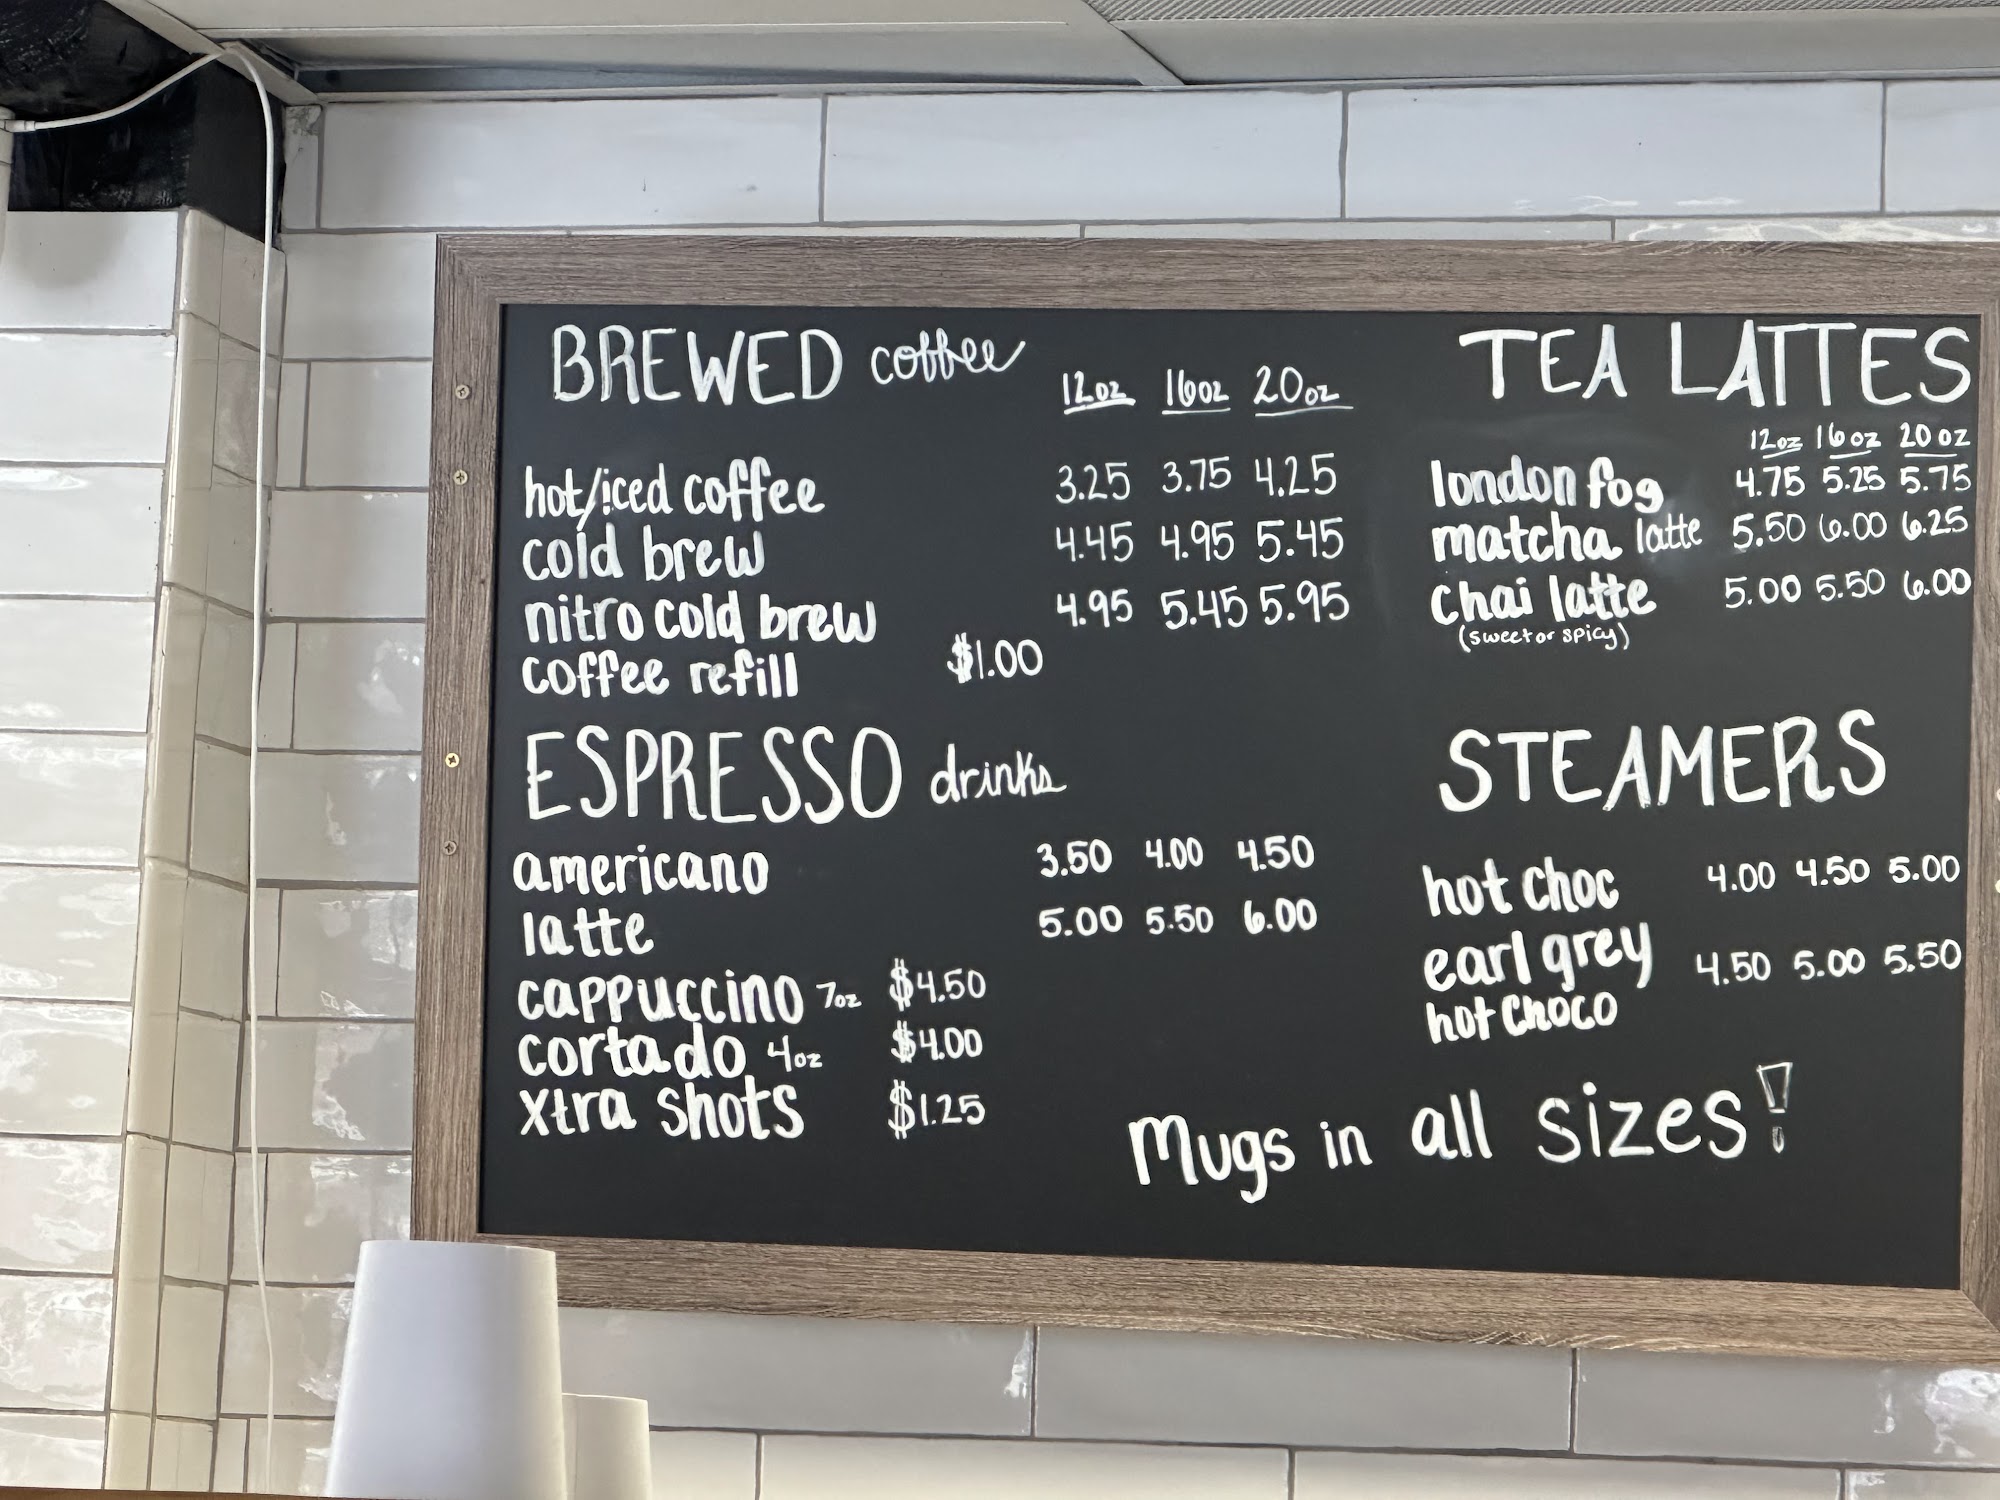 BREWED coffee
12oz 16oz 20oz
hot/iced coffee 3.25 3.75 4.25
cold brew 4.45 4.95 5.45
nitro cold brew 4.95 5.45 5.95
coffee refill $1.00
ESPRESSO drinks
americano 3.50 4.00 4.50
latte 5.00 5.50 6.00
cappuccino 7oz $4.50
cortado 4oz $4.00
xtra shots $1.25
TEA LATTES
12oz 16oz 20oz
london fog 4.75 5.25 5.75
matcha latte 5.50 6.00 6.25
chai latte 5.00 5.50 6.00
(sweet or spicy)
STEAMERS
hot choc 4.00 4.50 5.00
earl grey 4.50 5.00 5.50
hot choco
Mugs in all sizes!